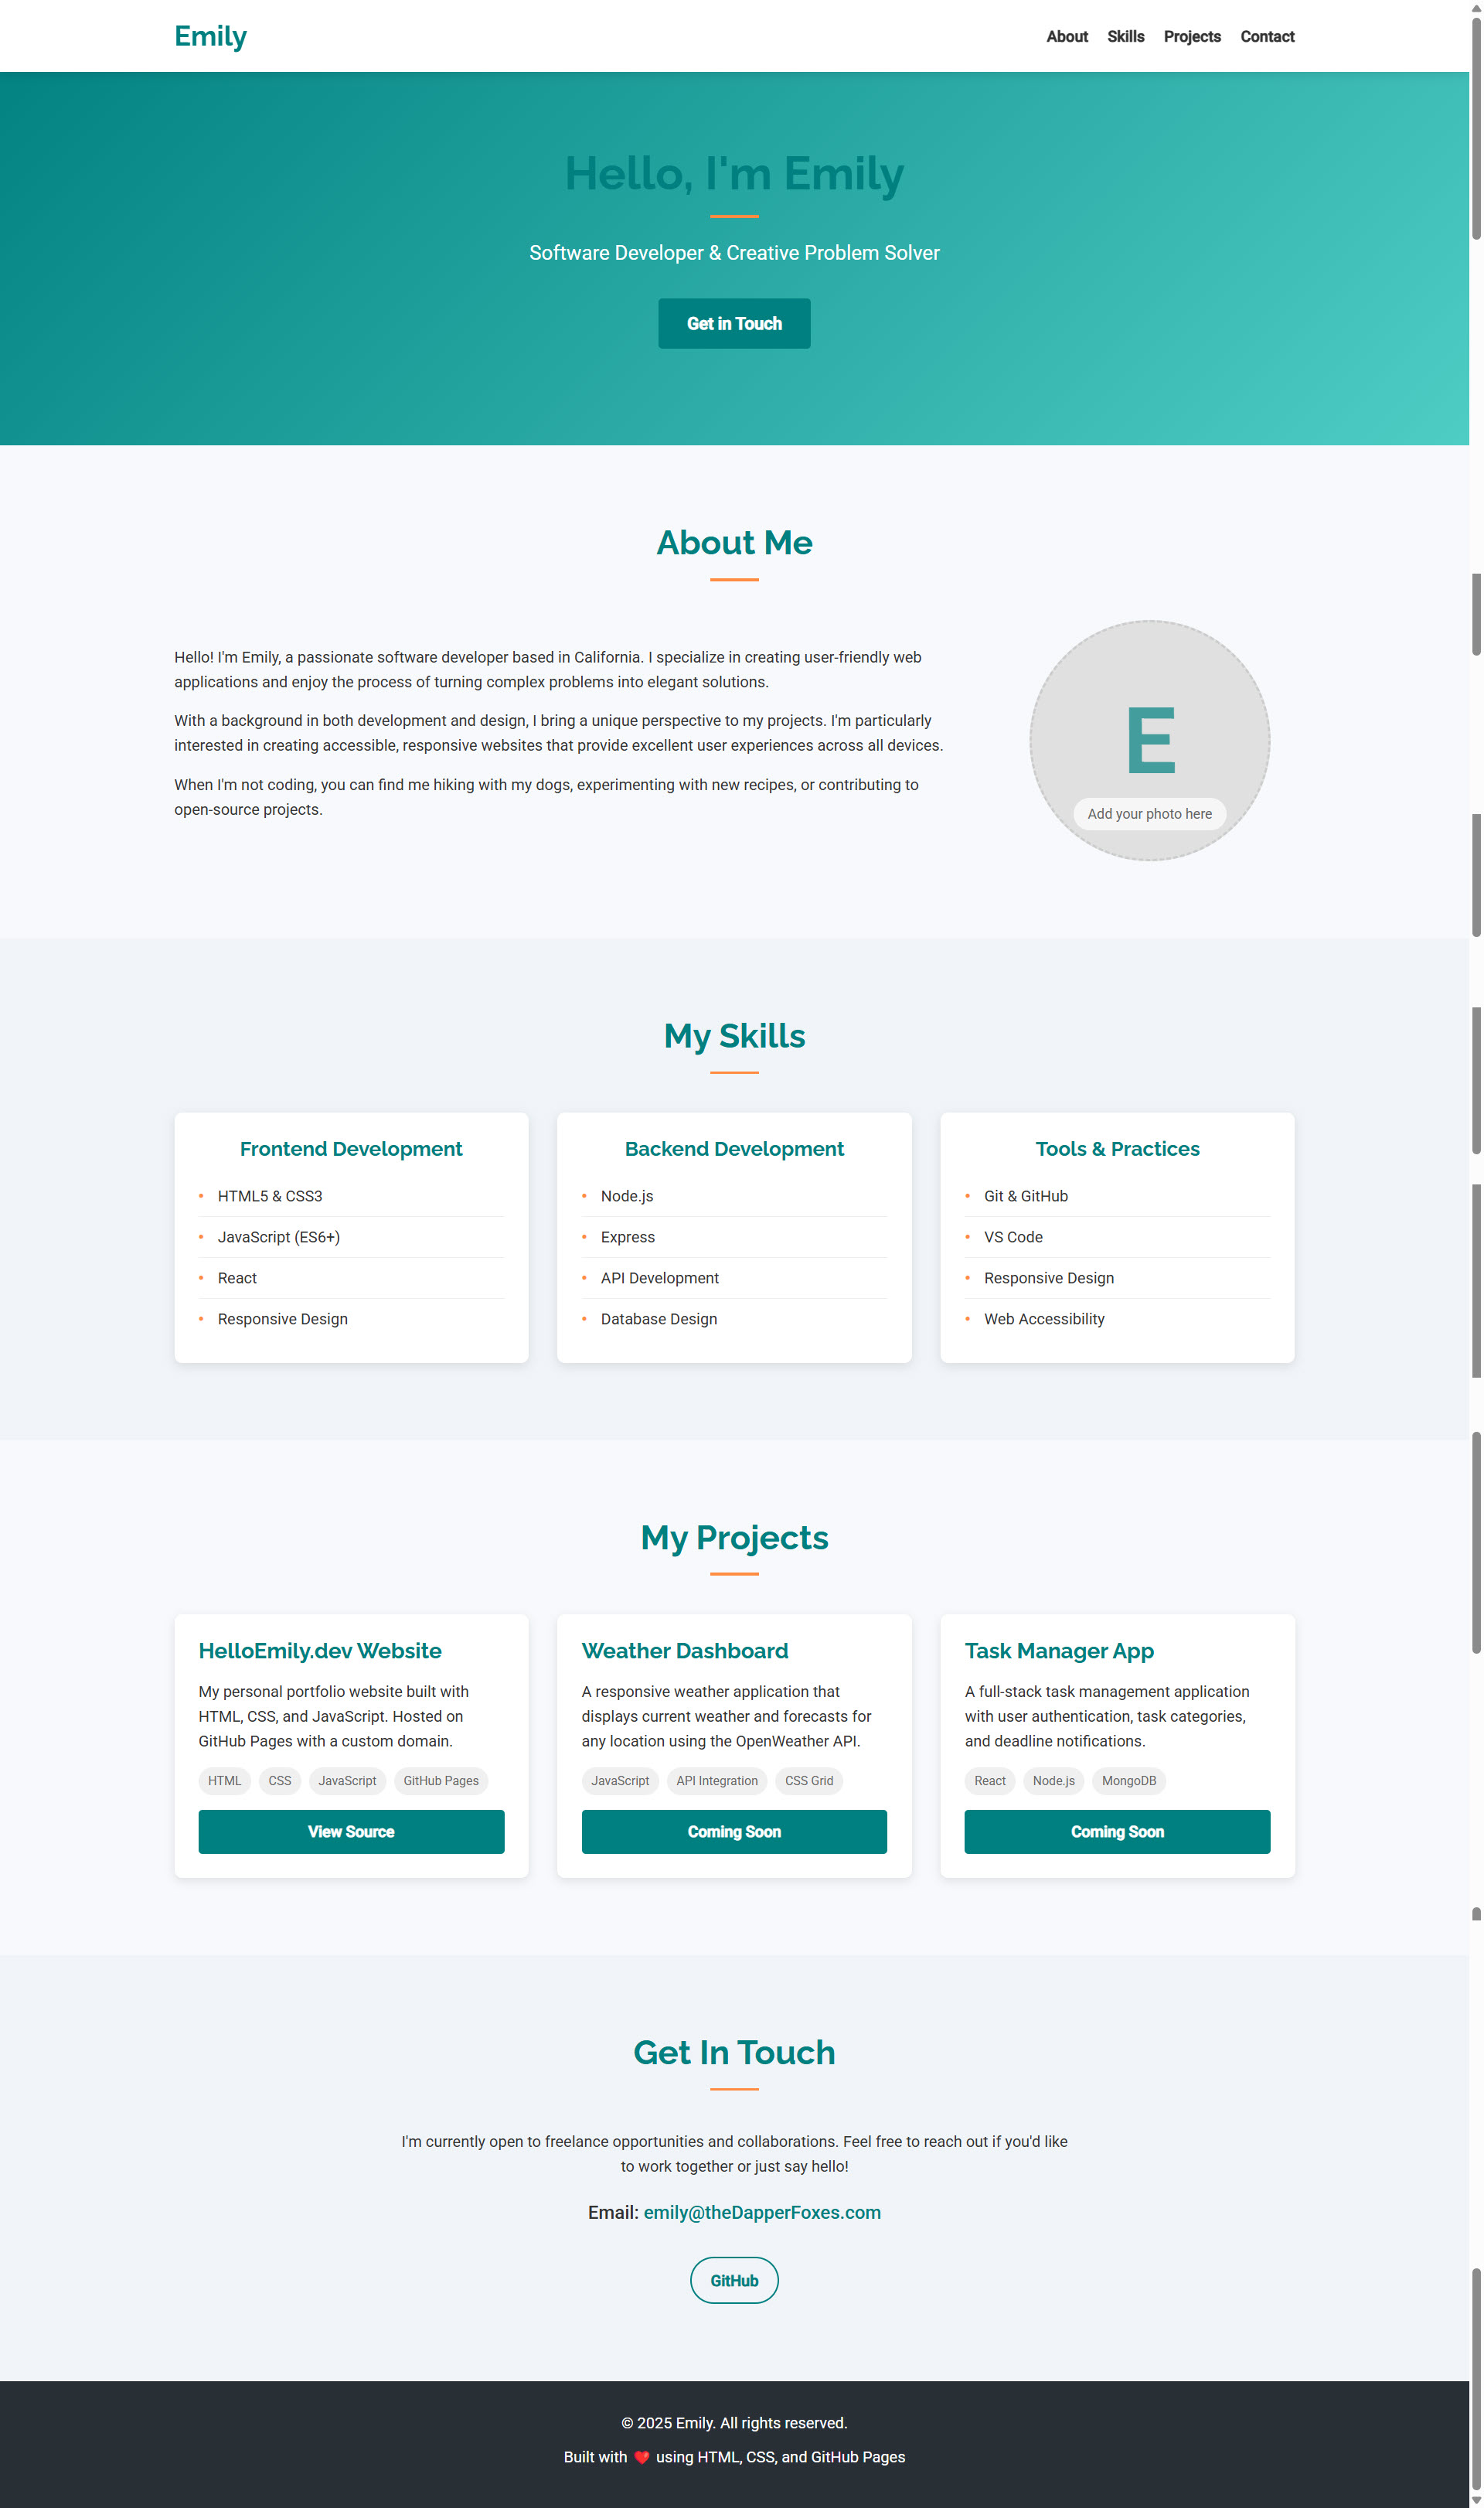 Emily
About Skills Projects Contact
Hello, I'm Emily
Software Developer & Creative Problem Solver
Get in Touch
About Me
Hello! I'm Emily, a passionate software developer based in California. I specialize in creating user-friendly web
applications and enjoy the process of turning complex problems into elegant solutions.
With a background in both development and design, I bring a unique perspective to my projects. I'm particularly
interested in creating accessible, responsive websites that provide excellent user experiences across all devices.
When I'm not coding, you can find me hiking with my dogs, experimenting with new recipes, or contributing to
open-source projects.
E
Add your photo here
My Skills
Frontend Development
HTML5 & CSS3
JavaScript (ES6+)
React
Responsive Design
Backend Development
Node.js
Express
API Development
Database Design
Tools & Practices
Git & GitHub
VS Code
Responsive Design
Web Accessibility
My Projects
HelloEmily.dev Website
My personal portfolio website built with
HTML, CSS, and JavaScript. Hosted on
GitHub Pages with a custom domain.
HTML CSS JavaScript GitHub Pages
View Source
Weather Dashboard
A responsive weather application that
displays current weather and forecasts for
any location using the OpenWeather API.
JavaScript API Integration CSS Grid
Coming Soon
Task Manager App
A full-stack task management application
with user authentication, task categories,
and deadline notifications.
React Node.js MongoDB
Coming Soon
Get In Touch
I'm currently open to freelance opportunities and collaborations. Feel free to reach out if you'd like
to work together or just say hello!
Email: emily@theDapperFoxes.com
GitHub
© 2025 Emily. All rights reserved.
Built with ❤️ using HTML, CSS, and GitHub Pages